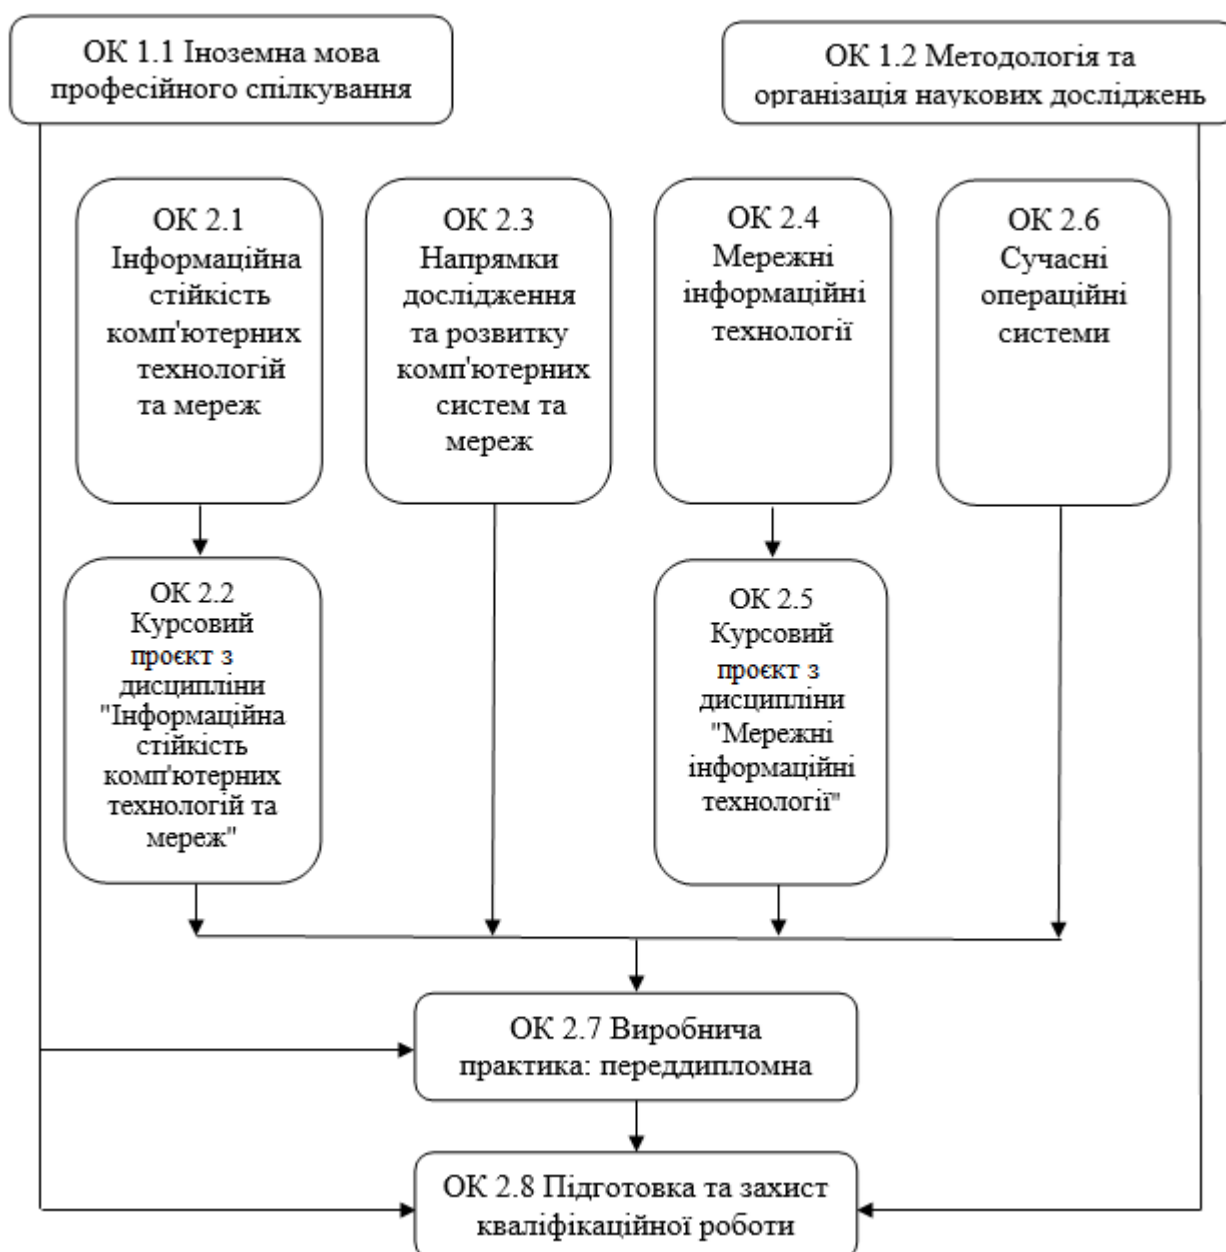 ОК 1.1 Іноземна мова
професійного спілкування
ОК 1.2 Методологія та
організація наукових досліджень
ОК 2.1
Інформаційна
стійкість
комп'ютерних
технологій
та мереж
ОК 2.3
Напрямки
дослідження
та розвитку
комп'ютерних
систем та
мереж
ОК 2.4
Мережні
інформаційні
технології
ОК 2.6
Сучасні
операційні
системи
ОК 2.2
Курсовий
проєкт з
дисципліни
"Інформаційна
стійкість
комп'ютерних
технологій та
мереж"
ОК 2.5
Курсовий
проєкт з
дисципліни
"Мережні
інформаційні
технології"
ОК 2.7 Виробнича
практика: переддипломна
ОК 2.8 Підготовка та захист
кваліфікаційної роботи